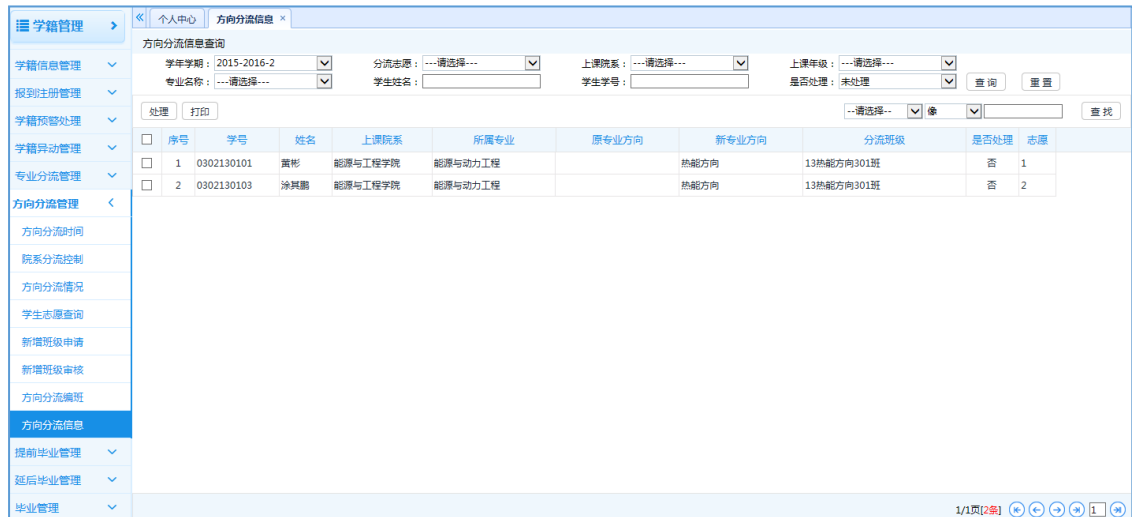 学籍管理
个人中心 方向分流信息 ×
方向分流信息查询
学年学期：2015-2016-2 分流志愿：---请选择--- 上课院系：---请选择--- 上课年级：---请选择---
专业名称：---请选择--- 学生姓名： 学生学号： 是否处理：未处理 查 询 重 置
处理 打印 --请选择-- 像 查 找
序号 学号 姓名 上课院系 所属专业 原专业方向 新专业方向 分流班级 是否处理 志愿
1 0302130101 黄彬 能源与工程学院 能源与动力工程 热能方向 13热能方向301班 否 1
2 0302130103 涂其鹏 能源与工程学院 能源与动力工程 热能方向 13热能方向301班 否 2
学籍信息管理
报到注册管理
学籍预警处理
学籍异动管理
专业分流管理
方向分流管理
方向分流时间
院系分流控制
方向分流情况
学生志愿查询
新增班级申请
新增班级审核
方向分流编班
方向分流信息
提前毕业管理
延后毕业管理
毕业管理
1/1页[2条] 1